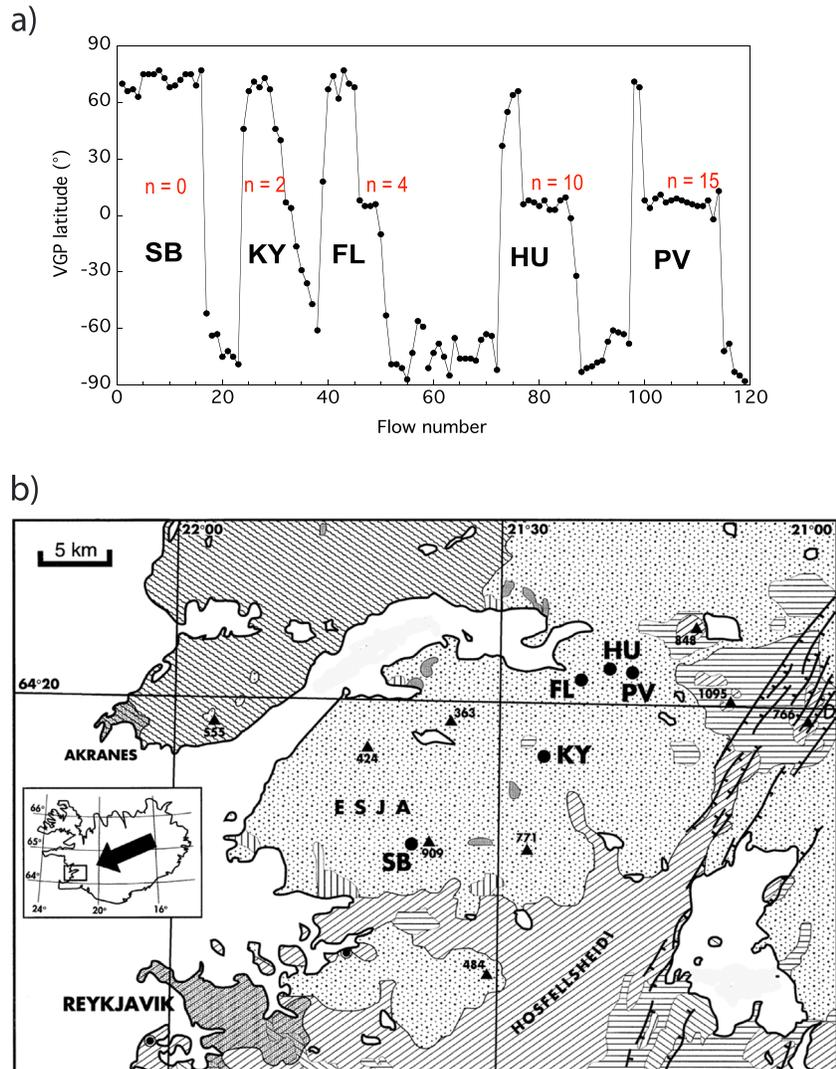 a)
90
60
30
0
-30
-60
-90
VGP latitude (°)
n = 0
n = 2
n = 4
n = 10
n = 15
SB
KY
FL
HU
PV
0
20
40
60
80
100
120
Flow number
b)
5 km
22°00
21°30
21°00
848
HU
64°20
FL
PV
1095
766
555
363
AKRANES
424
KY
ESJA
66°
65°
64°
24°
20°
16°
771
SB
909
484
REYKJAVIK
HOSFELLSHEIDI